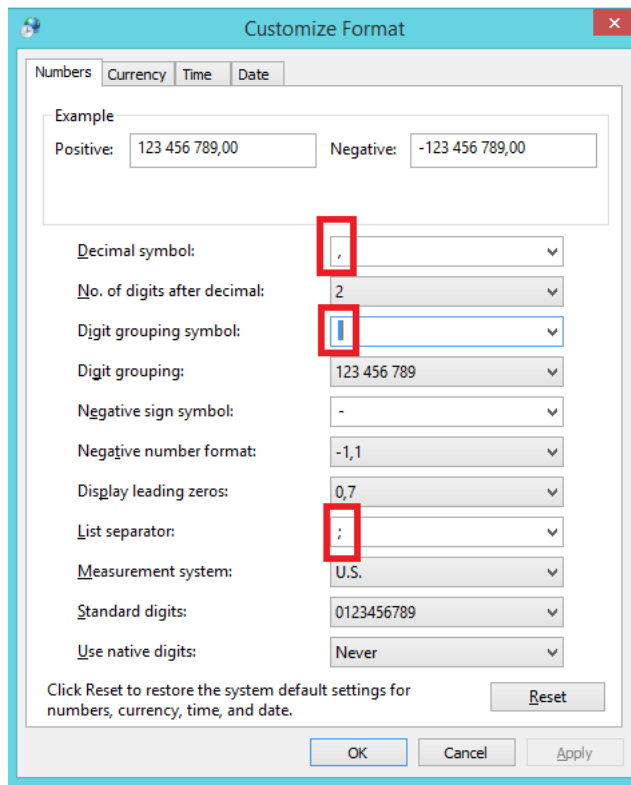 Customize Format
Numbers Currency Time Date
Example
Positive: 123 456 789,00 Negative: -123 456 789,00
Decimal symbol: ,
No. of digits after decimal: 2
Digit grouping symbol:
Digit grouping: 123 456 789
Negative sign symbol: -
Negative number format: -1,1
Display leading zeros: 0,7
List separator: ;
Measurement system: U.S.
Standard digits: 0123456789
Use native digits: Never
Click Reset to restore the system default settings for
numbers, currency, time, and date.
Reset
OK Cancel Apply